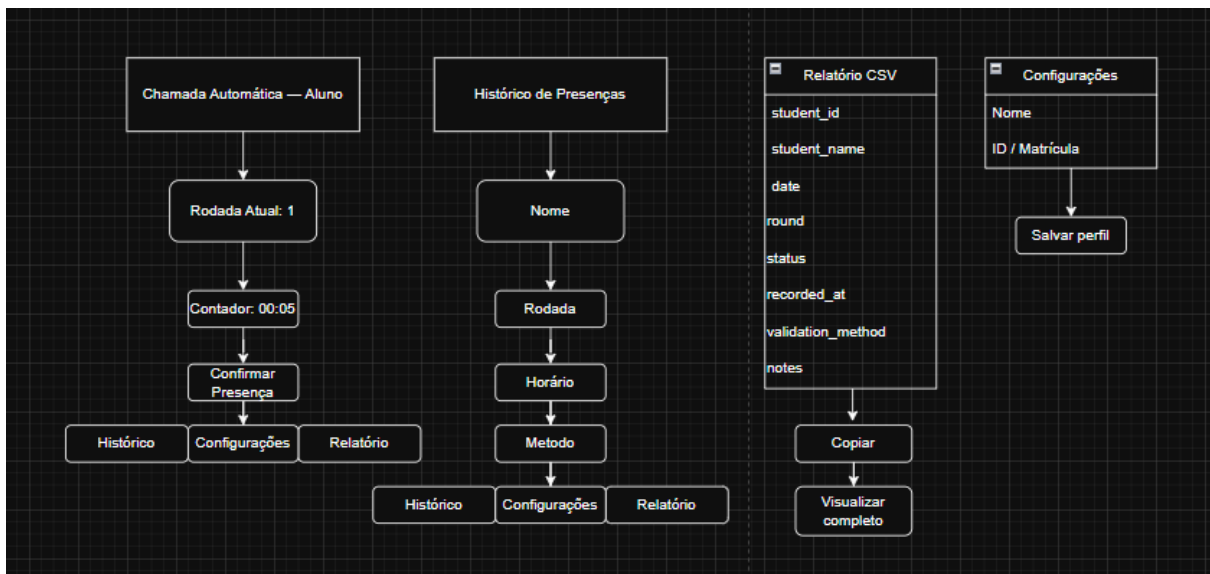 Chamada Automática — Aluno
Rodada Atual: 1
Contador: 00:05
Confirmar
Presença
Histórico
Configurações
Relatório
Histórico de Presenças
Nome
Rodada
Horário
Metodo
Histórico
Configurações
Relatório
Relatório CSV
student_id
student_name
date
round
status
recorded_at
validation_method
notes
Copiar
Visualizar
completo
Configurações
Nome
ID / Matrícula
Salvar perfil